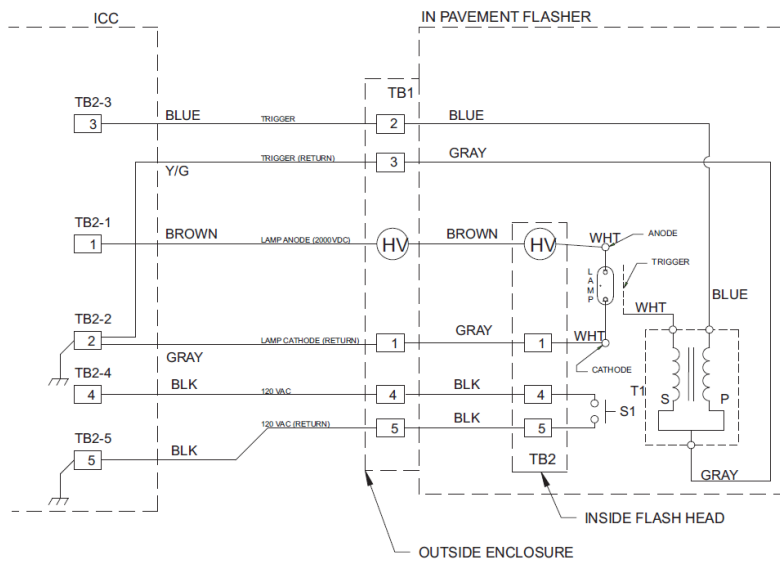 ICC
IN PAVEMENT FLASHER
TB1
TB2-3
3
BLUE
TRIGGER
2
BLUE
Y/G
TRIGGER (RETURN)
3
GRAY
TB2-1
1
BROWN
LAMP ANODE (2000VDC)
HV
BROWN
HV
WHT
ANODE
LAMP
TRIGGER
BLUE
WHT
TB2-2
2
GRAY
LAMP CATHODE (RETURN)
1
GRAY
1
WHT
CATHODE
TB2-4
4
BLK
120 VAC
4
BLK
4
S1
T1
S
P
TB2-5
5
BLK
120 VAC (RETURN)
5
BLK
5
TB2
GRAY
INSIDE FLASH HEAD
OUTSIDE ENCLOSURE